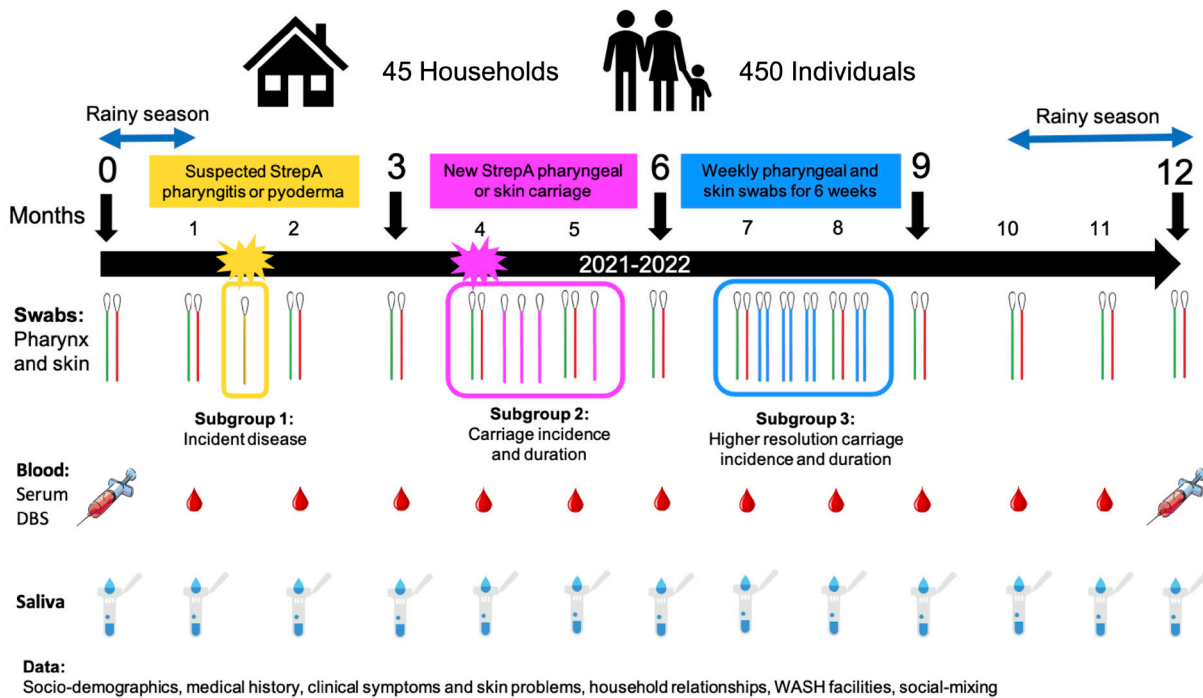 45 Households
450 Individuals
Rainy season
Rainy season
0
Suspected StrepA
pharyngitis or pyoderma
3
New StrepA pharyngeal
or skin carriage
6
Weekly pharyngeal and
skin swabs for 6 weeks
9
12
Months
1
2
4
5
7
8
10
11
2021-2022
Swabs:
Pharynx
and skin
Subgroup 1:
Incident disease
Subgroup 2:
Carriage incidence
and duration
Subgroup 3:
Higher resolution carriage
incidence and duration
Blood:
Serum
DBS
Saliva
Data:
Socio-demographics, medical history, clinical symptoms and skin problems, household relationships, WASH facilities, social-mixing